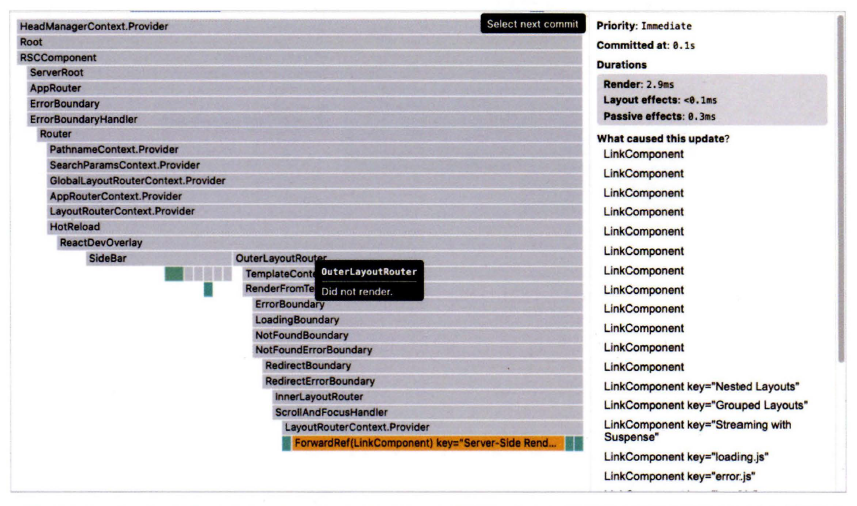 HeadManagerContext.Provider
Select next commit
Root
RSCComponent
ServerRoot
AppRouter
ErrorBoundary
ErrorBoundaryHandler
Router
PathnameContext.Provider
SearchParamsContext.Provider
GlobalLayoutRouterContext.Provider
AppRouterContext.Provider
LayoutRouterContext.Provider
HotReload
ReactDevOverlay
SideBar
OuterLayoutRouter
TemplateConte
OuterLayoutRouter
RenderFromTe
Did not render.
ErrorBoundary
LoadingBoundary
NotFoundBoundary
NotFoundErrorBoundary
RedirectBoundary
RedirectErrorBoundary
InnerLayoutRouter
ScrollAndFocusHandler
LayoutRouterContext.Provider
ForwardRef(LinkComponent) key="Server-Side Rend...
Priority: Immediate
Committed at: 0.1s
Durations
Render: 2.9ms
Layout effects: <0.1ms
Passive effects: 0.3ms
What caused this update?
LinkComponent
LinkComponent
LinkComponent
LinkComponent
LinkComponent
LinkComponent
LinkComponent
LinkComponent
LinkComponent
LinkComponent
LinkComponent
LinkComponent
LinkComponent key="Nested Layouts"
LinkComponent key="Grouped Layouts"
LinkComponent key="Streaming with
Suspense"
LinkComponent key="loading.js"
LinkComponent key="error.js"